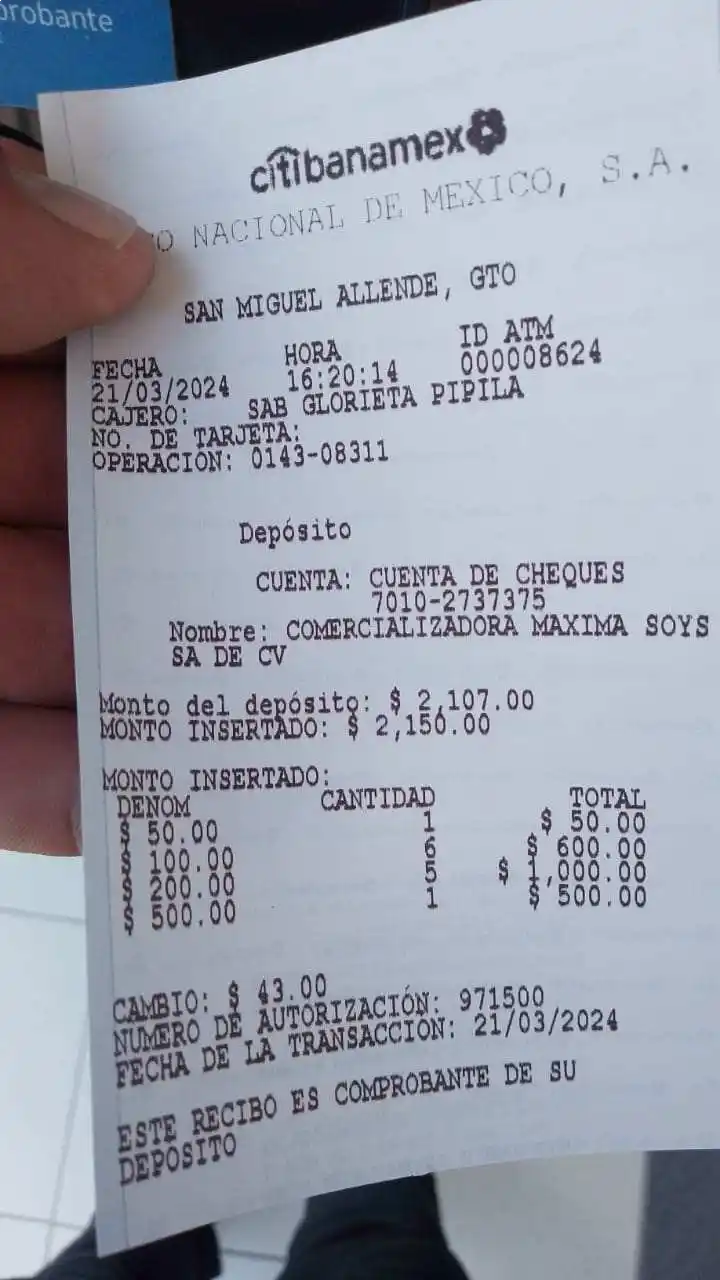 probante
citibanamex
NACIONAL DE MEXICO, S.A.
SAN MIGUEL ALLENDE, GTO
FECHA HORA ID ATM
21/03/2024 16:20:14 000008624
CAJERO: SAB GLORIETA PIPILA
NO. DE TARJETA:
OPERACIÓN: 0143-08311
Depósito
CUENTA: CUENTA DE CHEQUES
7010-2737375
Nombre: COMERCIALIZADORA MAXIMA SOYS
SA DE CV
Monto del depósito: $ 2,107.00
MONTO INSERTADO: $ 2,150.00
MONTO INSERTADO:
DENOM CANTIDAD TOTAL
$ 50.00 1 $ 50.00
$ 100.00 6 $ 600.00
$ 200.00 5 $ 1,000.00
$ 500.00 1 $ 500.00
CAMBIO: $ 43.00
NUMERO DE AUTORIZACIÓN: 971500
FECHA DE LA TRANSACCIÓN: 21/03/2024
ESTE RECIBO ES COMPROBANTE DE SU
DEPOSITO